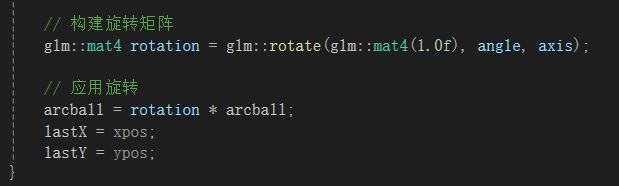 // 构建旋转矩阵
glm::mat4 rotation = glm::rotate(glm::mat4(1.0f), angle, axis);
// 应用旋转
arcball = rotation * arcball;
lastX = xpos;
lastY = ypos;
}